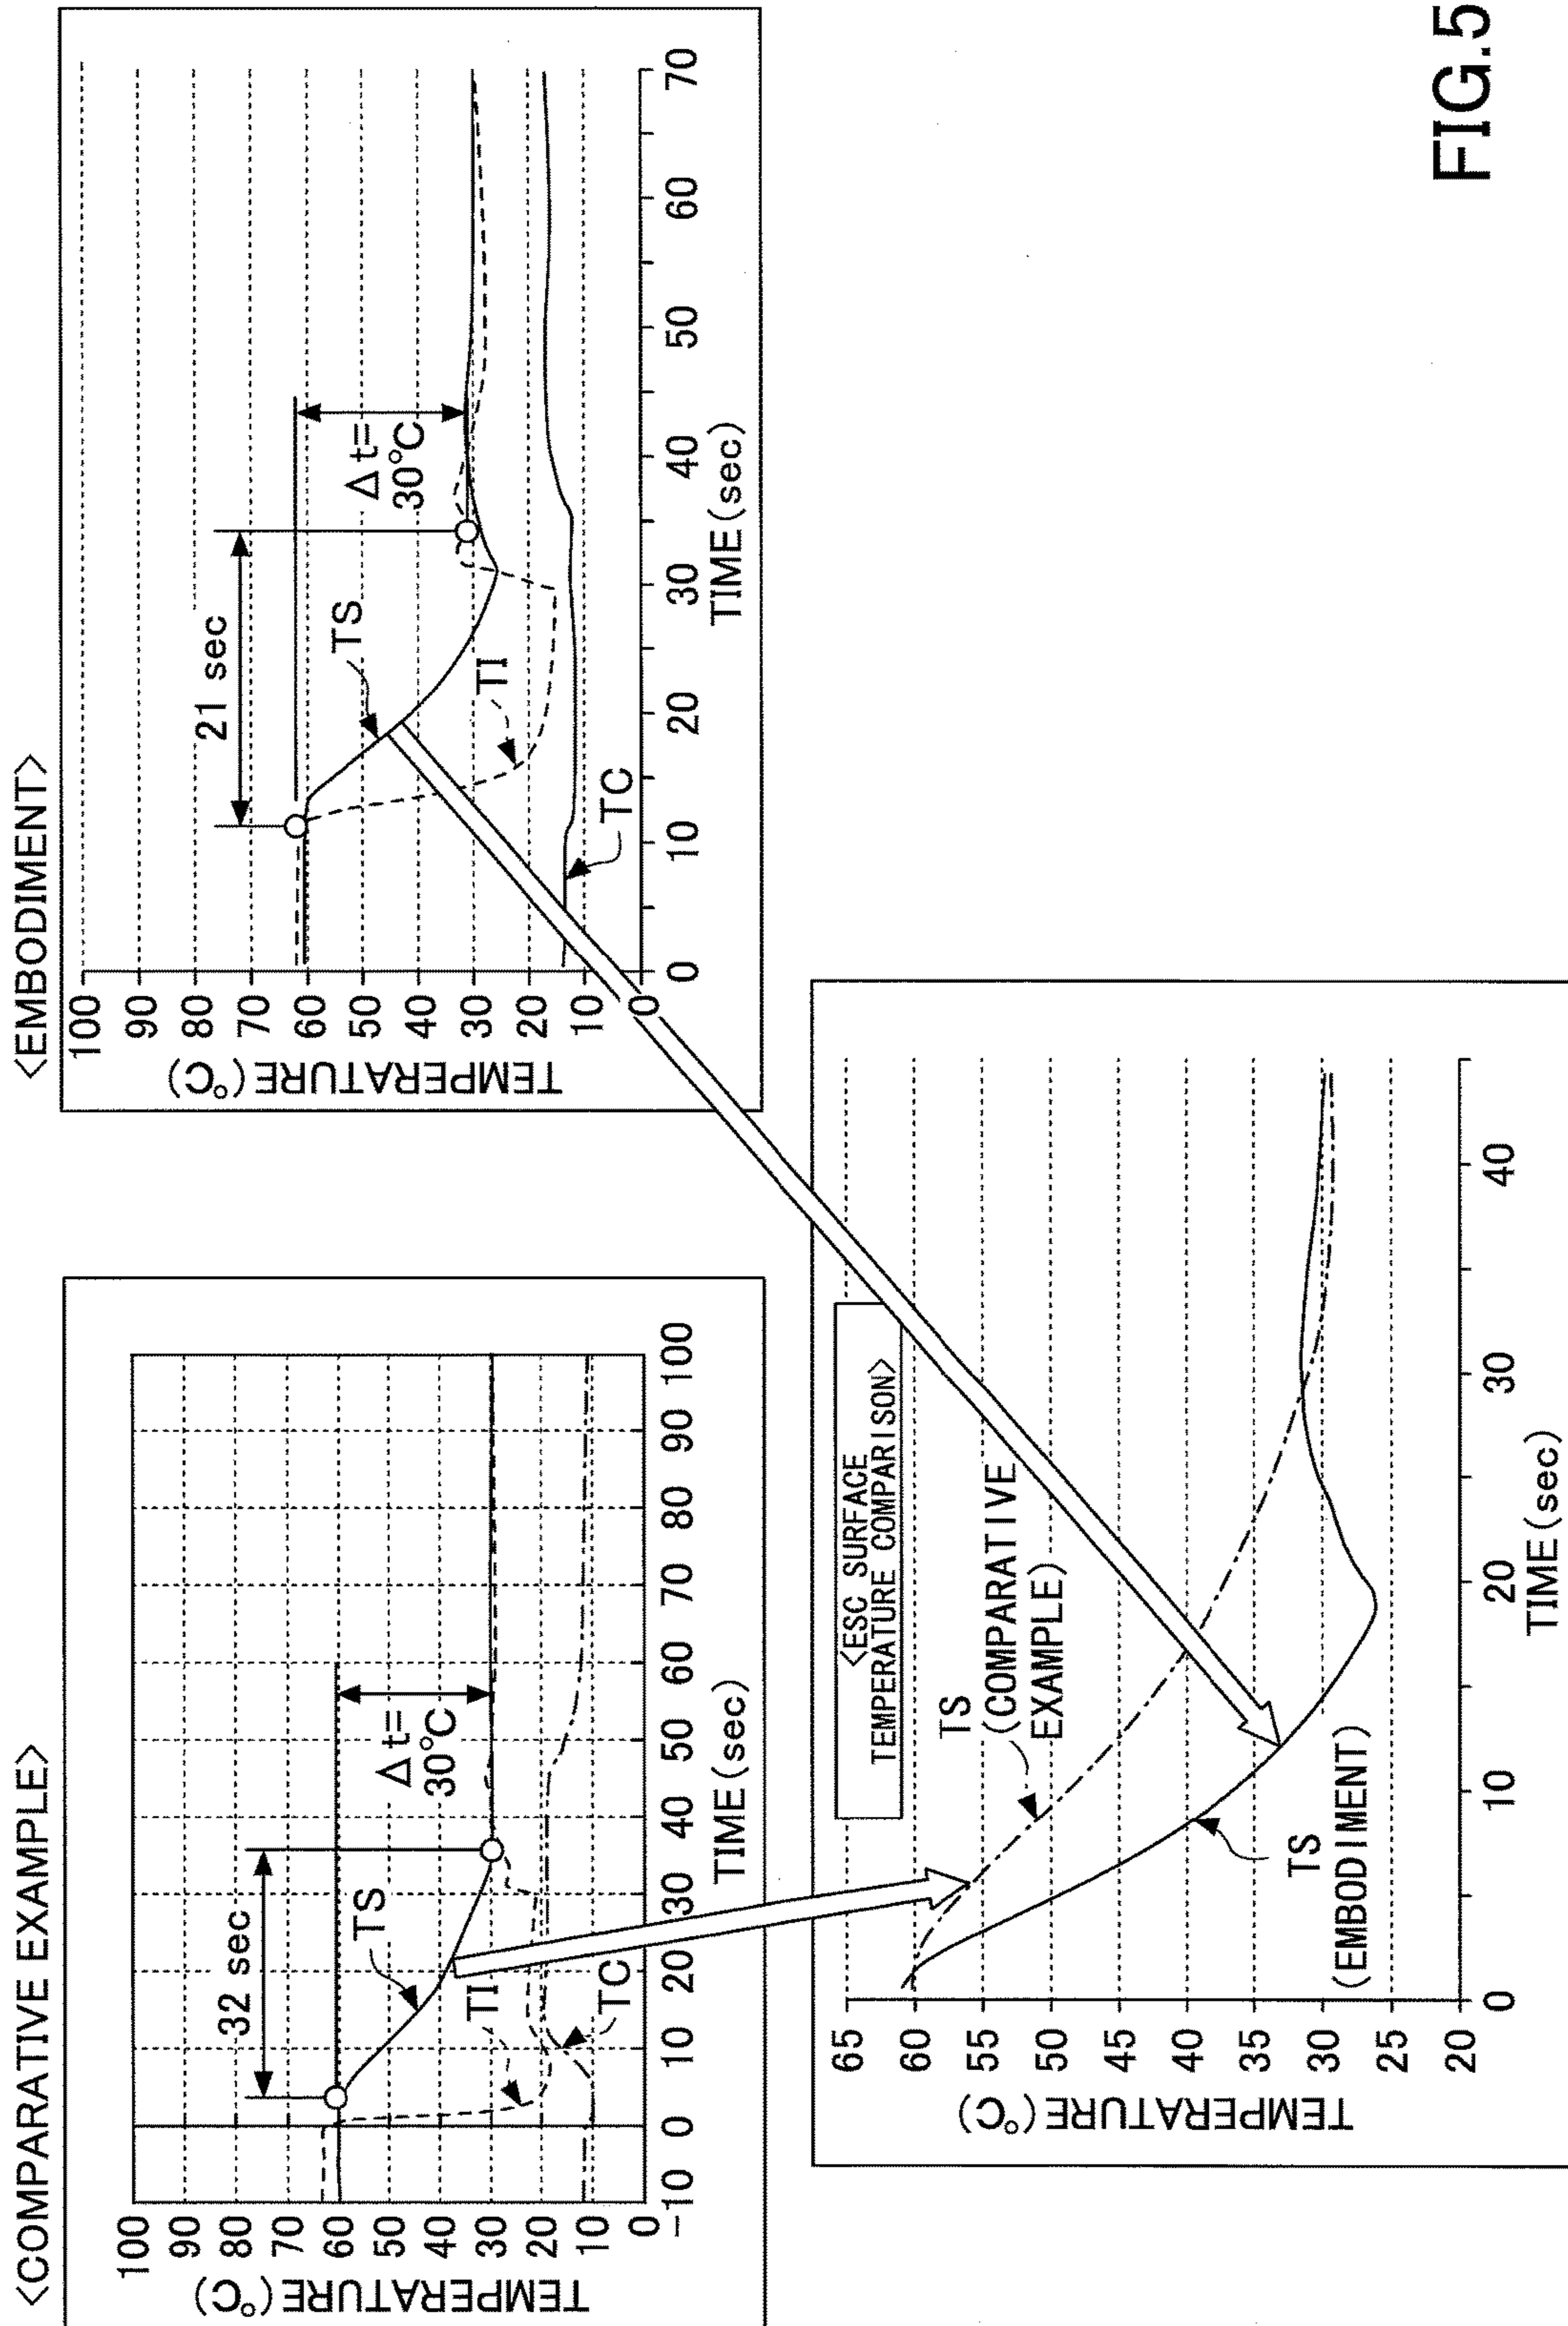 <COMPARATIVE EXAMPLE>
TEMPERATURE(°C)
100
90
80
70
60
50
40
30
20
10
0
-10 0 10 20 30 40 50 60 70 80 90 100
TIME(sec)
32 sec
Δt=
30°C
TS
TI
TC
<EMBODIMENT>
TEMPERATURE(°C)
100
90
80
70
60
50
40
30
20
10
0
0 10 20 30 40 50 60 70
TIME(sec)
21 sec
Δt=
30°C
TS
TI
TC
<ESC SURFACE
TEMPERATURE COMPARISON>
TEMPERATURE(°C)
65
60
55
50
45
40
35
30
25
20
0 10 20 30 40
TIME(sec)
TS
(COMPARATIVE
EXAMPLE)
TS
(EMBODIMENT)
FIG.5